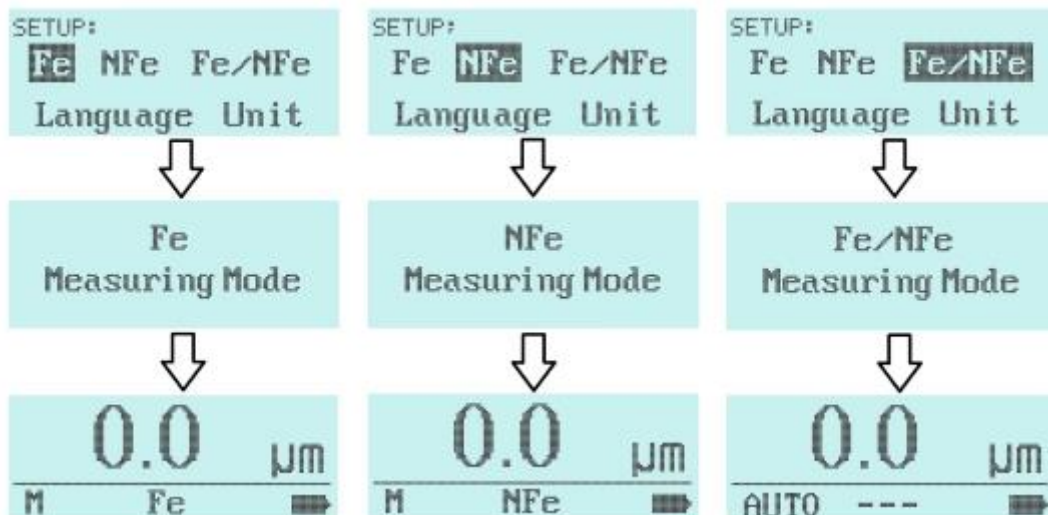 SETUP:
Fe NFe Fe/NFe
Language Unit
Fe
Measuring Mode
0.0 µm
M Fe
SETUP:
Fe NFe Fe/NFe
Language Unit
NFe
Measuring Mode
0.0 µm
M NFe
SETUP:
Fe NFe Fe/NFe
Language Unit
Fe/NFe
Measuring Mode
0.0 µm
AUTO ---